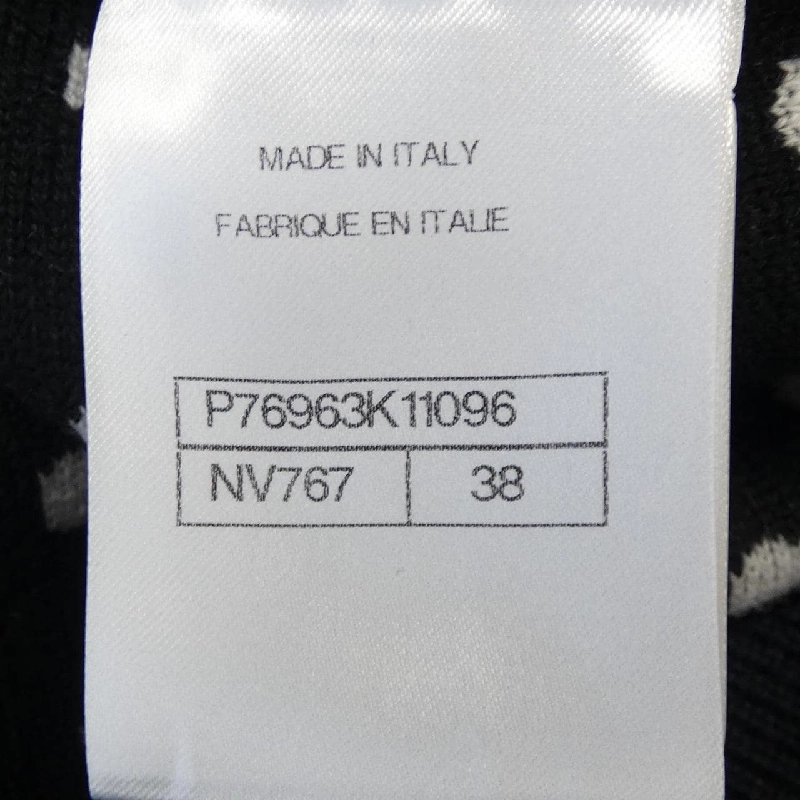 MADE IN ITALY
FABRIQUE EN ITALIE
P76963K11096
NV767 38